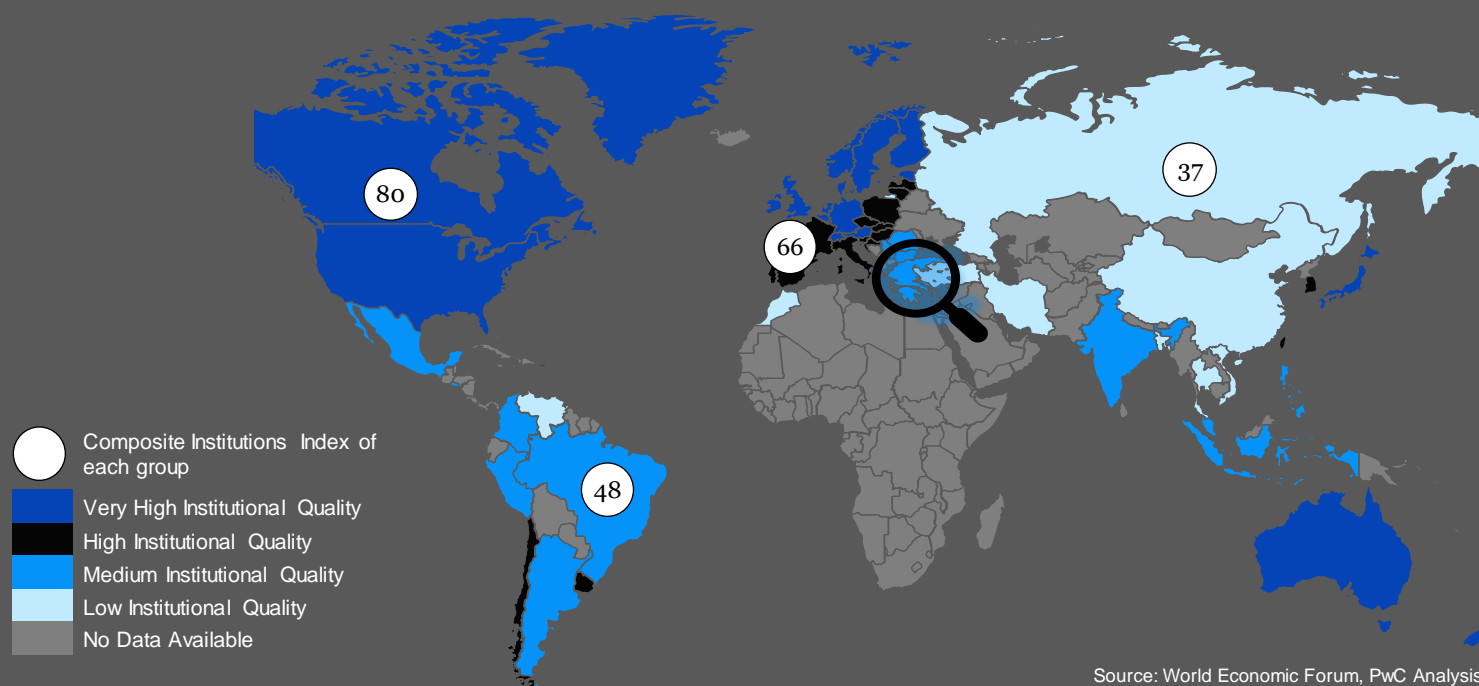 80
37
66
48
Composite Institutions Index of
each group
Very High Institutional Quality
High Institutional Quality
Medium Institutional Quality
Low Institutional Quality
No Data Available
Source: World Economic Forum, PwC Analysis